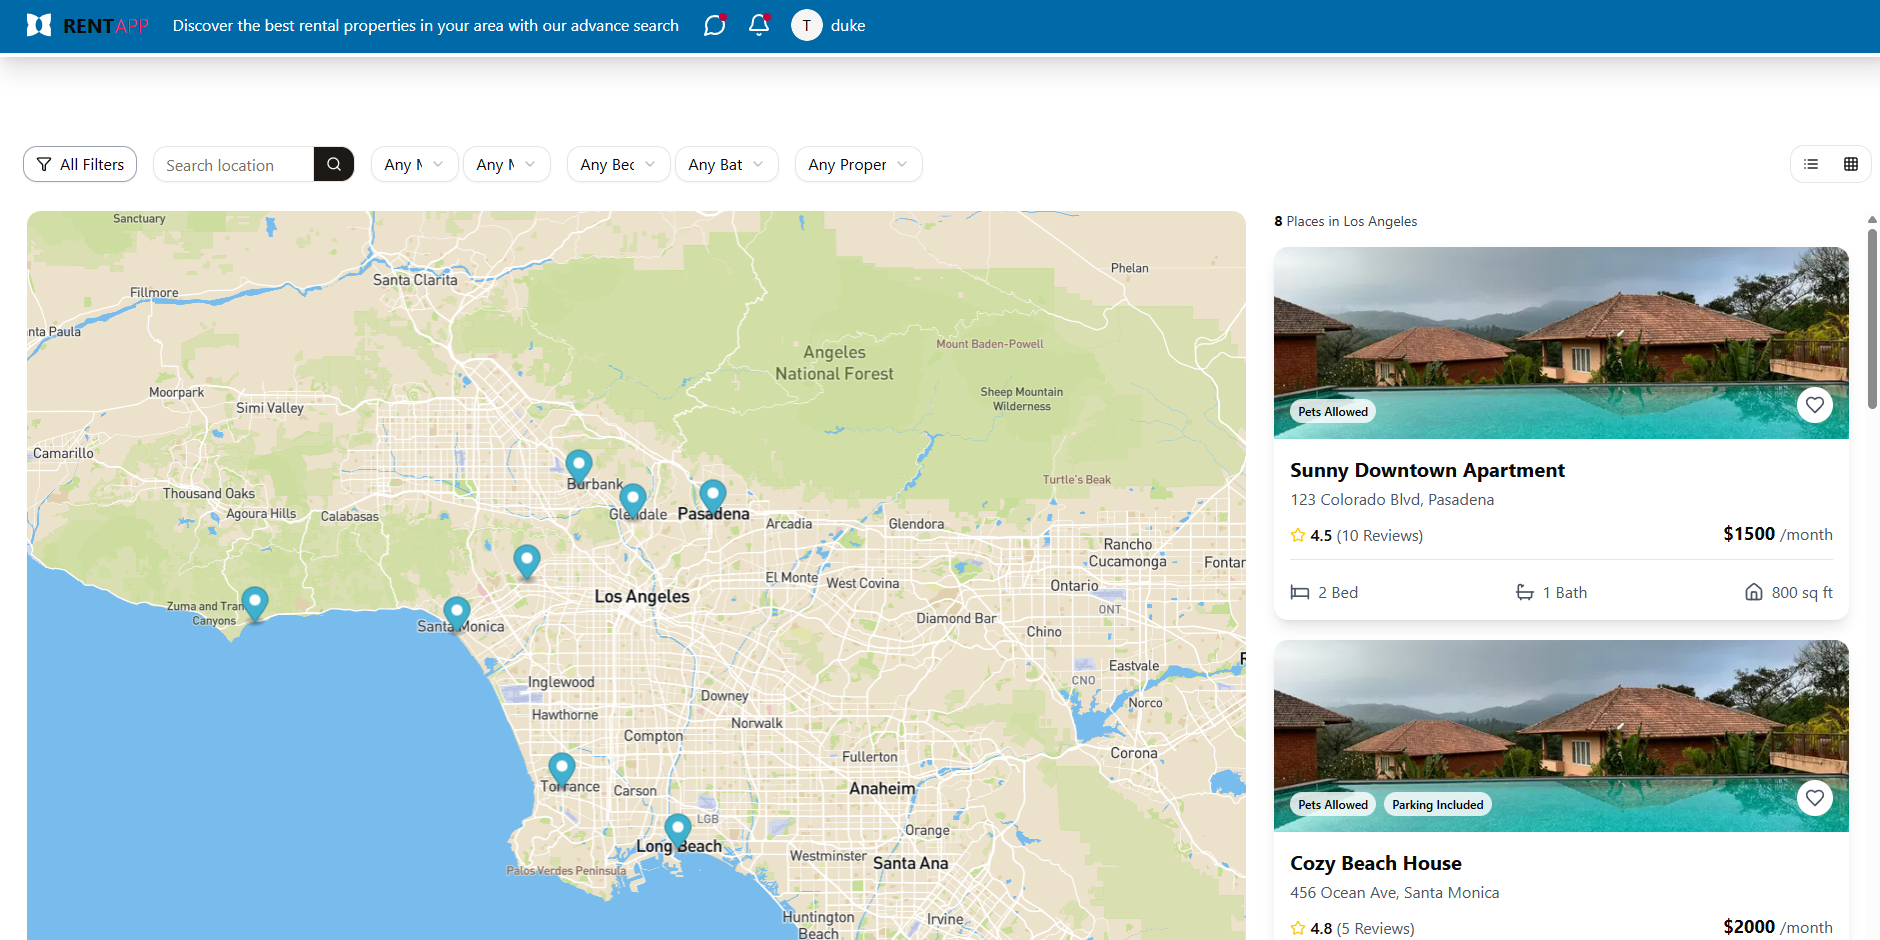 RENTAPP
Discover the best rental properties in your area with our advance search
T
duke
All Filters
Search location
Any
Any
Any Bec
Any Bat
Any Proper
Sanctuary
Santa Clarita
Phelan
Fillmore
nta Paula
Angeles
National Forest
Mount Baden-Powell
Moorpark
Simi Valley
Sheep Mountain
Wilderness
Camarillo
Burbank
Turtle's Beak
Thousand Oaks
Agoura Hills
Calabasas
Glendale
Pasadena
Arcadia
Glendora
Rancho
Cucamonga
Fontar
El Monte
West Covina
Ontario
ONT
Los Angeles
Zuma and Tran
Canyons
Santa Monica
Diamond Bar
Chino
Eastvale
R
CNO
Inglewood
Downey
Norco
Hawthorne
Norwalk
Compton
Fullerton
Corona
Torrance
Carson
Anaheim
LGB
Orange
Long Beach
Westminster
Santa Ana
Palos Verdes Peninsula
Huntington
Beach
Irvine
8 Places in Los Angeles
Pets Allowed
Sunny Downtown Apartment
123 Colorado Blvd, Pasadena
4.5 (10 Reviews)
$1500 /month
2 Bed
1 Bath
800 sq ft
Pets Allowed
Parking Included
Cozy Beach House
456 Ocean Ave, Santa Monica
4.8 (5 Reviews)
$2000 /month